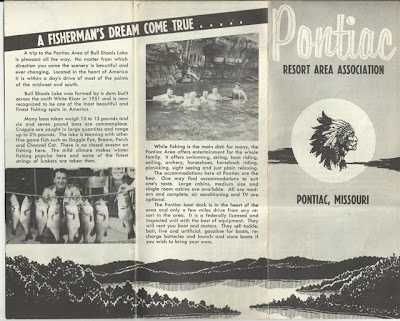 A FISHERMAN'S DREAM COME TRUE . . . . . .
A trip to the Pontiac Area of Bull Shoals Lake
is pleasant all the way. No matter from which
direction you come the scenery is beautiful and
ever changing. Located in the heart of America
it is within a day's drive of most of the points
of the midwest and south.
Bull Shoals Lake was formed by a dam built
across the swift White River in 1951 and is now
recognized to be one of the most beautiful and
finest fishing spots in America.
Many bass taken weigh 10 to 13 pounds and
six and seven pound bass are commonplace.
Crappie are caught in large quantities and range
up to 5½ pounds. The lake is teeming with other
fine game fish such as Goggle Eye, Bream, Perch
and Channel Cat. There is no closed season on
fishing here. The mild climate makes winter
fishing popular here and some of the finest
strings of lunkers are taken then.
While fishing is the main dish for many, the
Pontiac Area offers entertainment for the whole
family. It offers swimming, skiing, boat riding,
sailing, archery, horseshoes, horseback riding,
picnicking, sight seeing and just plain relaxing.
The accommodations here at Pontiac are the
best. One may find accommodations to suit
one's taste. Large cabins, medium size and
single room cabins are available. All are mod-
ern and complete, air conditioning and TV are
optional.
The Pontiac boat dock is in the heart of the
area and only a few miles drive from any re-
sort in the area. It is a federally licensed and
inspected unit with the best of equipment. They
will rent you boat and motors. They sell tackle,
bait, live and artificial, gasoline for boats, re-
charge batteries and launch and store boats if
you wish to bring your own.
Pontiac
RESORT AREA ASSOCIATION
PONTIAC, MISSOURI